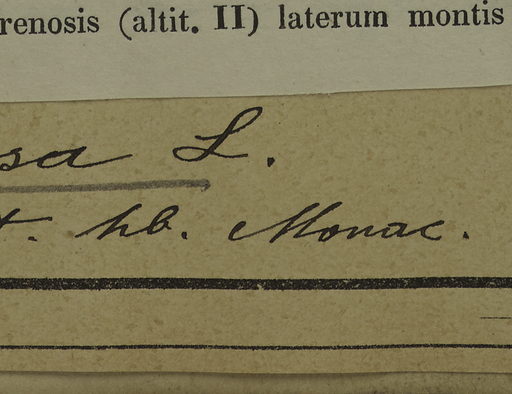 renosis (altit. II) laterum montis
sa L.
t. hb. Monac.